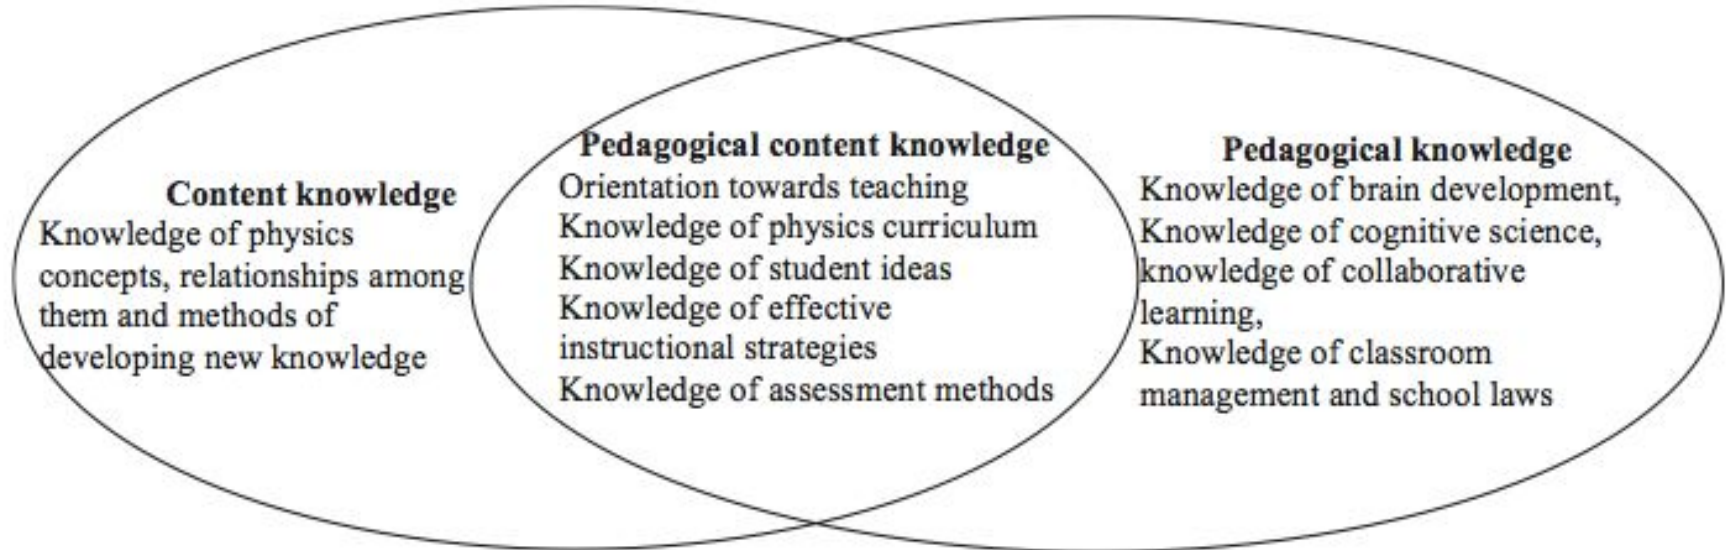 Content knowledge
Knowledge of physics
concepts, relationships among
them and methods of
developing new knowledge
Pedagogical content knowledge
Orientation towards teaching
Knowledge of physics curriculum
Knowledge of student ideas
Knowledge of effective
instructional strategies
Knowledge of assessment methods
Pedagogical knowledge
Knowledge of brain development,
Knowledge of cognitive science,
knowledge of collaborative
learning,
Knowledge of classroom
management and school laws